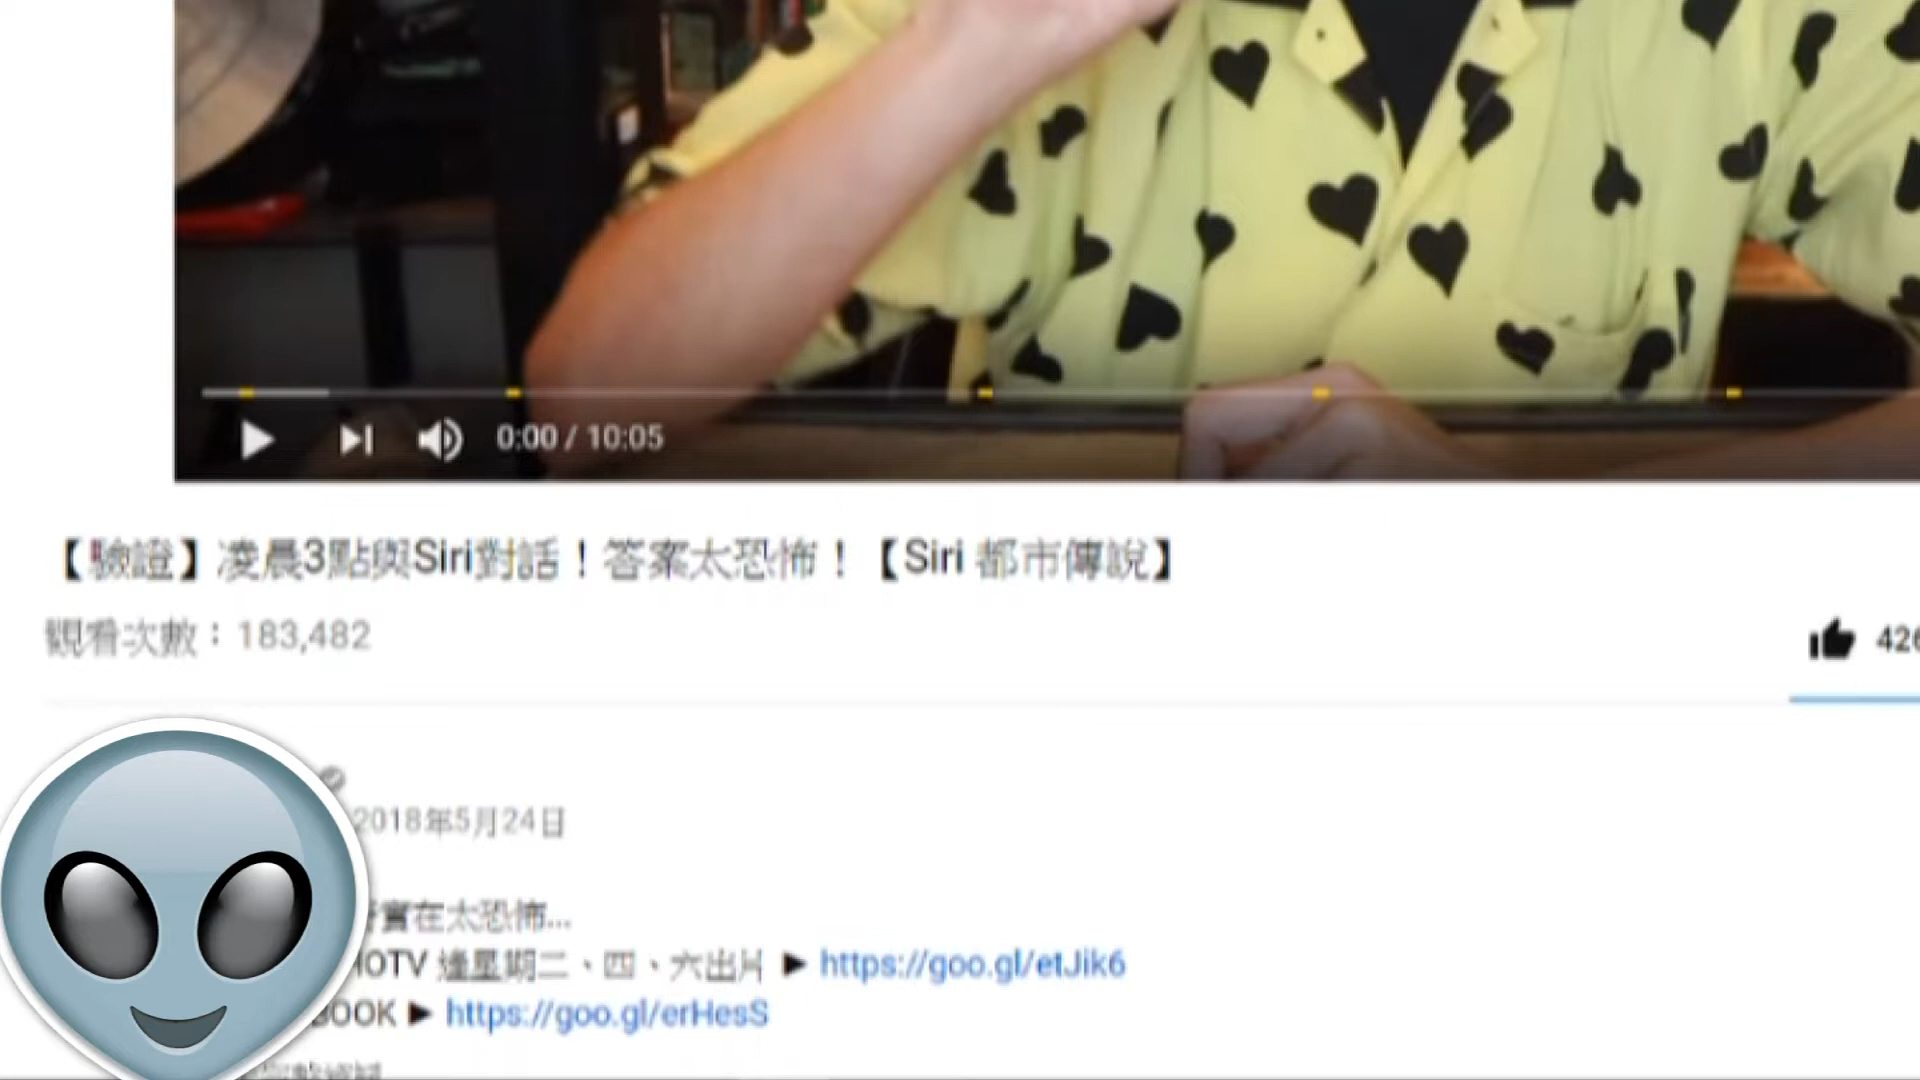 0:00 / 10:05
【驗證】凌晨3點與Siri對話！答案太恐怖！【Siri 都市傳說】
觀看次數：183,482
426
2018年5月24日
實在太恐怖...
HOTV 逢星期二、四、六出片 ► https://goo.gl/etJik6
BOOK ► https://goo.gl/erHesS